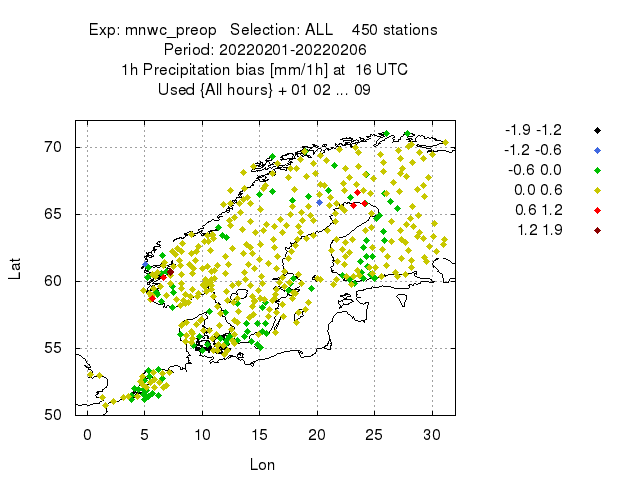 Exp: mnwc_preop   Selection: ALL    450 stations
Period: 20220201-20220206
1h Precipitation bias [mm/1h] at  16 UTC
Used {All hours} + 01 02 ... 09
-1.9 -1.2
-1.2 -0.6
-0.6 0.0
0.0 0.6
0.6 1.2
1.2 1.9
Lat
70
65
60
55
50
0 5 10 15 20 25 30
Lon